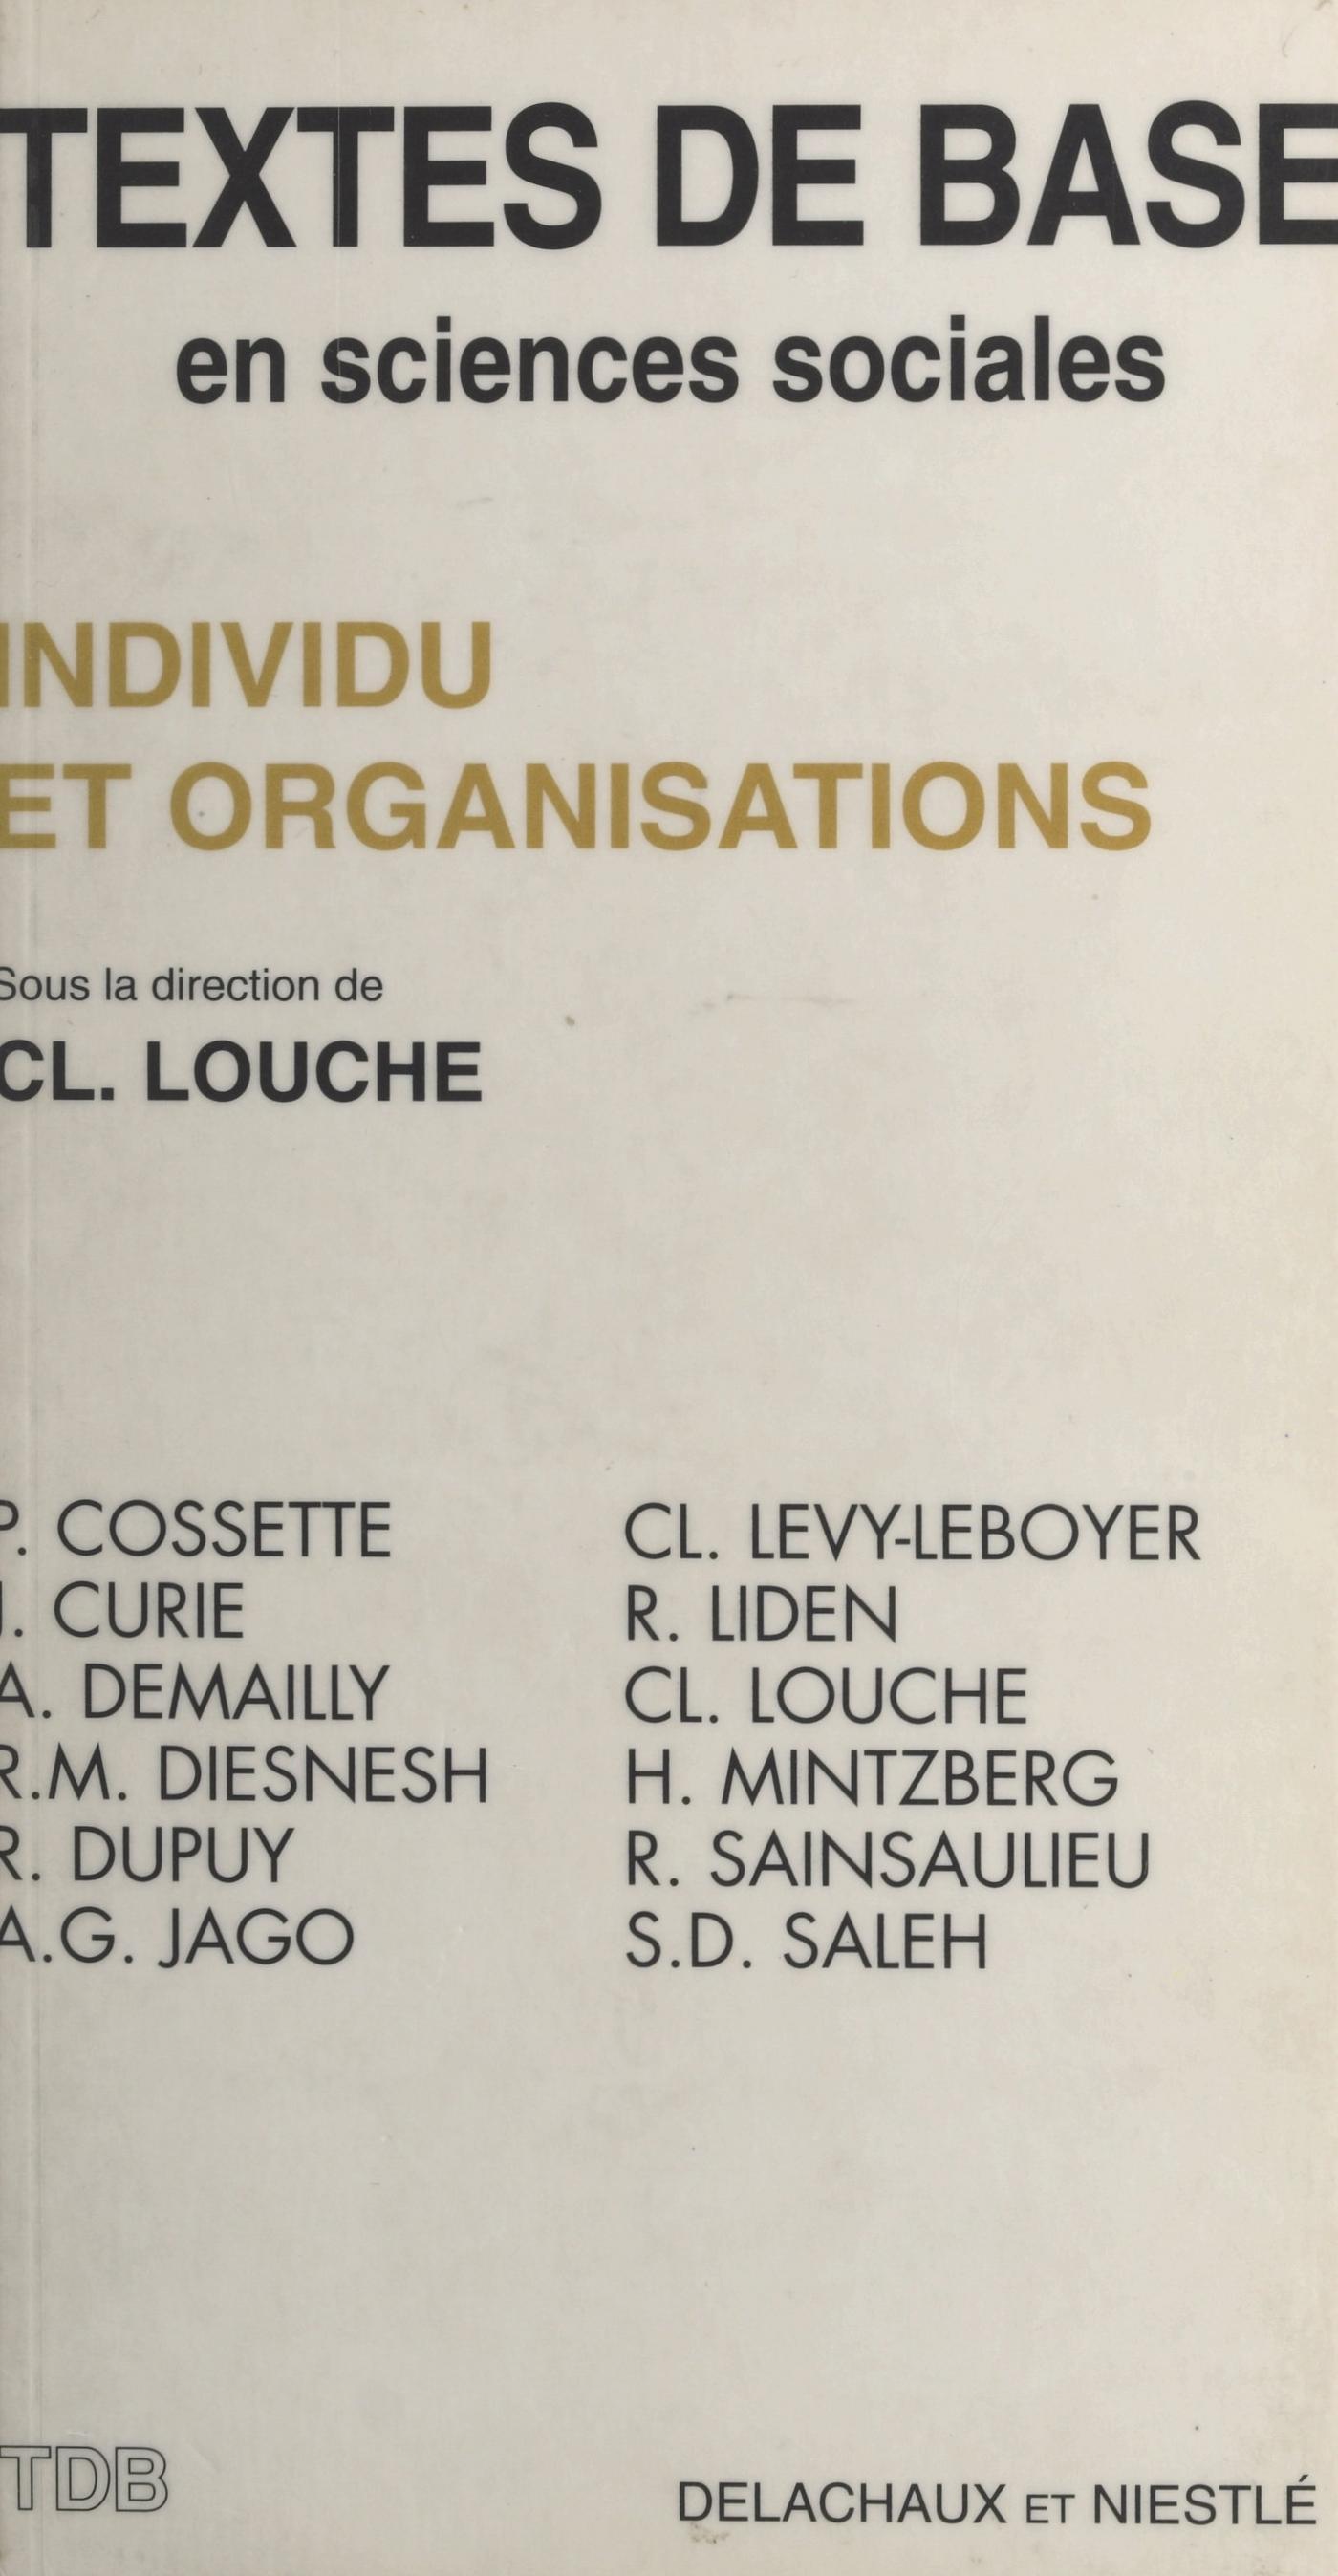 TEXTES DE BASE
en sciences sociales
INDIVIDU
ET ORGANISATIONS
Sous la direction de
CL. LOUCHE
P. COSSETTE
J. CURIE
A. DEMAILLY
R.M. DIESNESH
R. DUPUY
A.G. JAGO
CL. LEVY-LEBOYER
R. LIDEN
CL. LOUCHE
H. MINTZBERG
R. SAINSAULIEU
S.D. SALEH
TDB
DELACHAUX ET NIESTLÉ